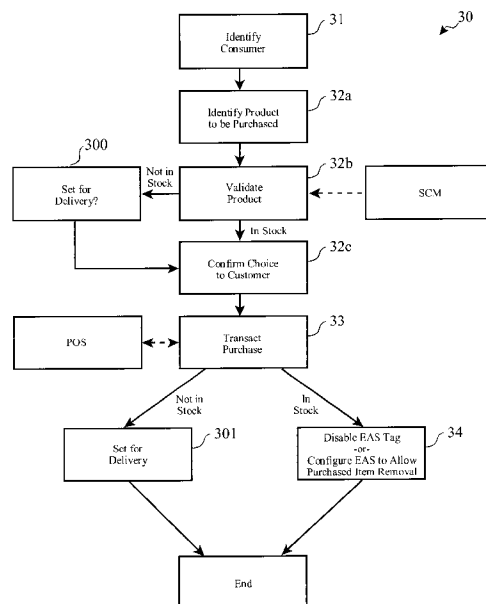 31
30
Identify
Consumer
32a
Identify Product
to be Purchased
300
32b
Not in
Stock
Set for
Delivery?
Validate
Product
SCM
In Stock
32c
Confirm Choice
to Customer
33
POS
Transact
Purchase
Not in
Stock
In
Stock
301
34
Set for
Delivery
Disable EAS Tag
-or-
Configure EAS to Allow
Purchased Item Removal
End